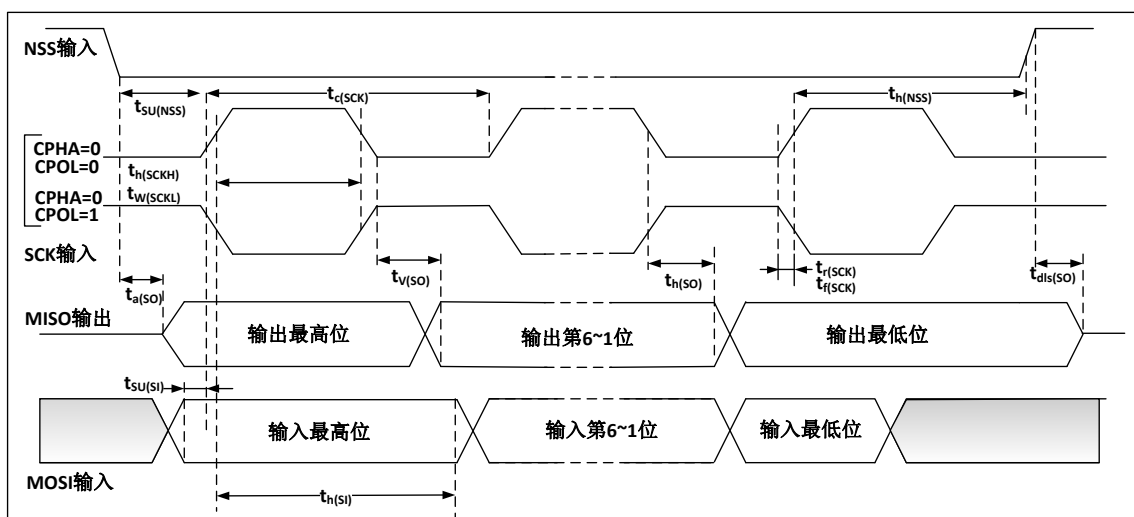 NSS输入
tSU(NSS)
tc(SCK)
th(NSS)
CPHA=0
CPOL=0
th(SCKH)
tW(SCKL)
CPHA=0
CPOL=1
SCK输入
ta(SO)
tV(SO)
th(SO)
tr(SCK)
tf(SCK)
tdis(SO)
MISO输出
输出最高位
输出第6~1位
输出最低位
tSU(SI)
输入最高位
输入第6~1位
输入最低位
MOSI输入
th(SI)